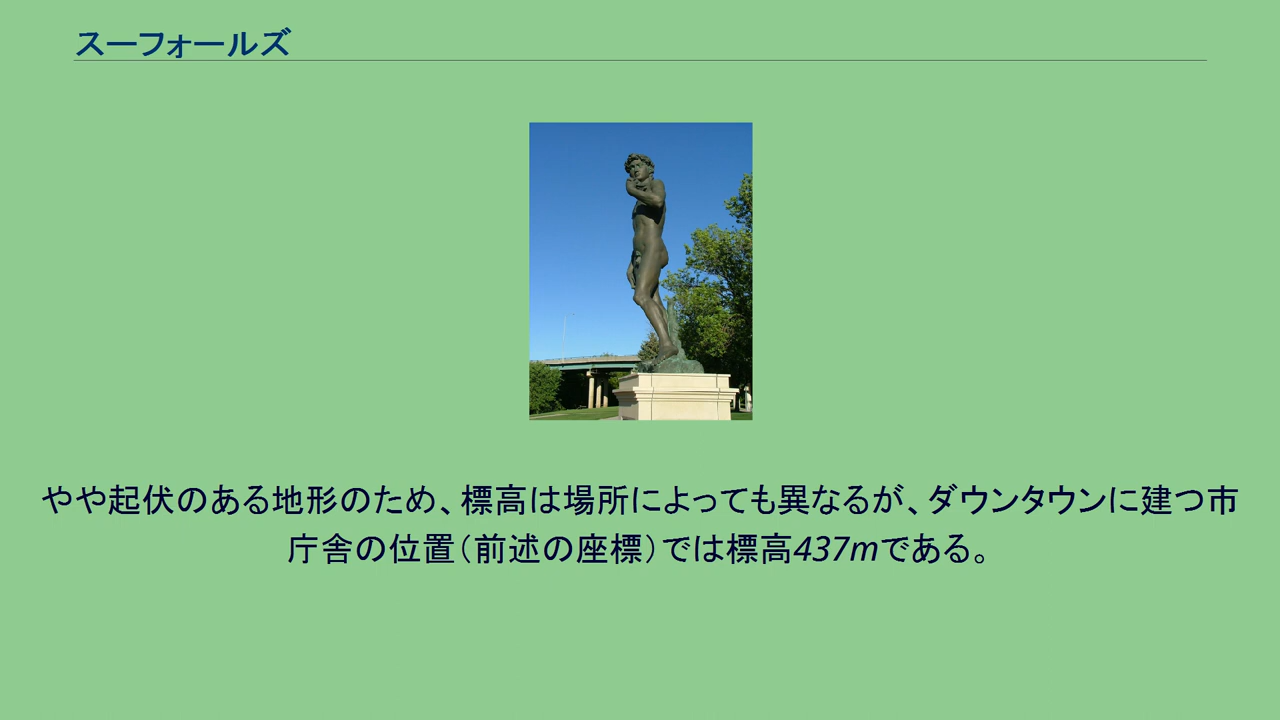 スーフォールズ
やや起伏のある地形のため、標高は場所によっても異なるが、ダウンタウンに建つ市
庁舎の位置（前述の座標）では標高437mである。